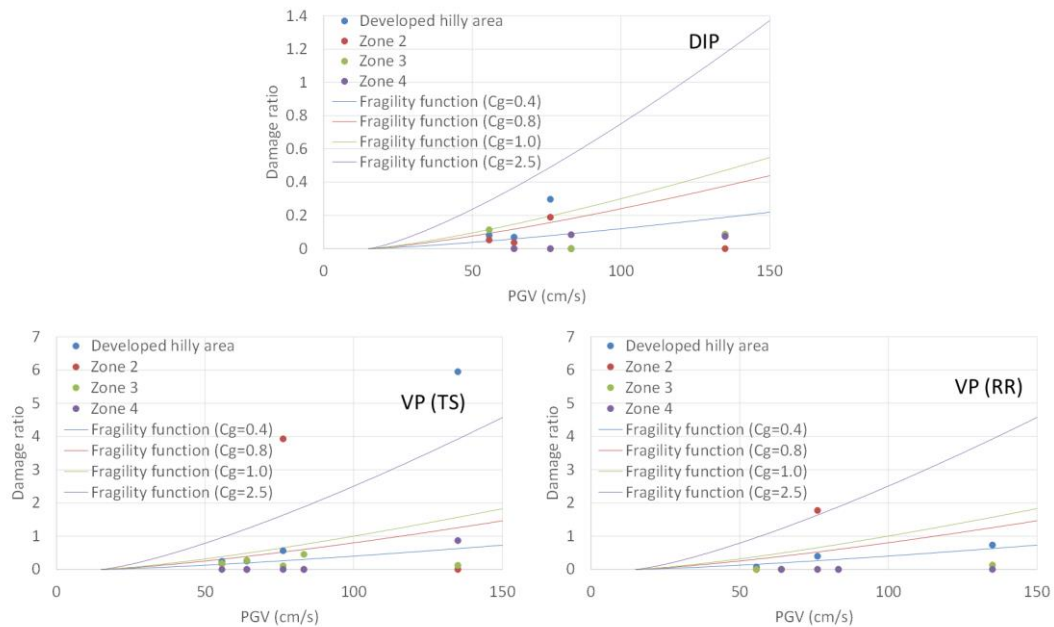 1.4
1.2
1
0.8
0.6
0.4
0.2
0
Damage ratio
Developed hilly area
Zone 2
Zone 3
Zone 4
Fragility function (Cg=0.4)
Fragility function (Cg=0.8)
Fragility function (Cg=1.0)
Fragility function (Cg=2.5)
DIP
0 50 100 150
PGV (cm/s)
7
6
5
4
3
2
1
0
Damage ratio
Developed hilly area
Zone 2
Zone 3
Zone 4
Fragility function (Cg=0.4)
Fragility function (Cg=0.8)
Fragility function (Cg=1.0)
Fragility function (Cg=2.5)
VP (TS)
0 50 100 150
PGV (cm/s)
7
6
5
4
3
2
1
0
Damage ratio
Developed hilly area
Zone 2
Zone 3
Zone 4
Fragility function (Cg=0.4)
Fragility function (Cg=0.8)
Fragility function (Cg=1.0)
Fragility function (Cg=2.5)
VP (RR)
0 50 100 150
PGV (cm/s)